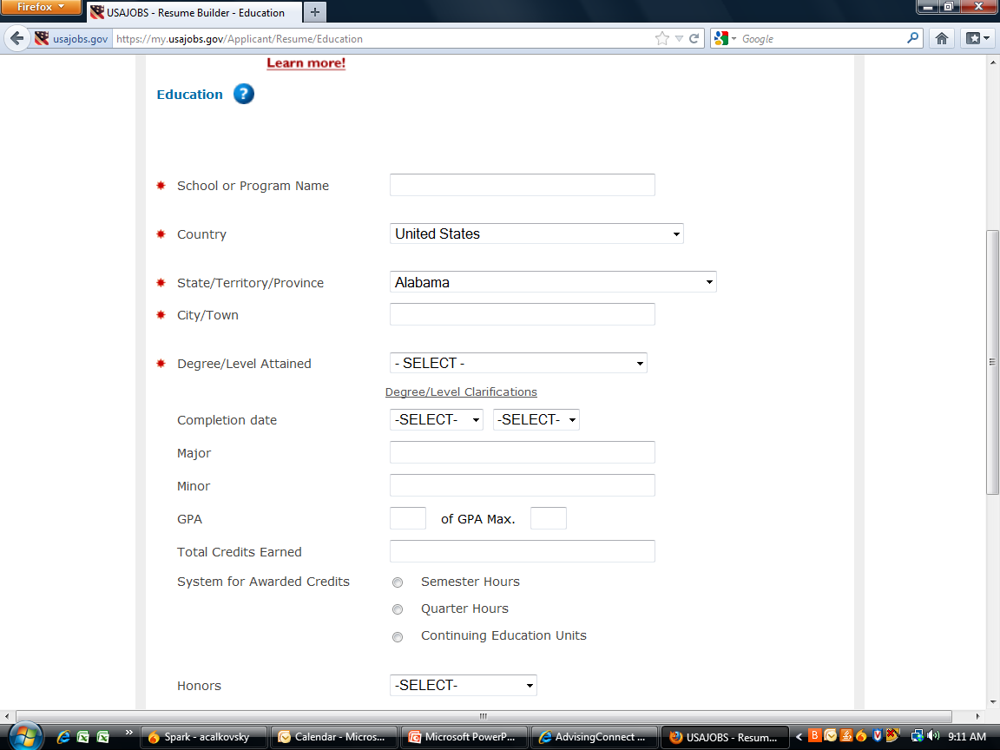 Firefox
USAJOBS - Resume Builder - Education
usajobs.gov
https://my.usajobs.gov/Applicant/Resume/Education
Google
Learn more!
Education ?
School or Program Name
Country United States
State/Territory/Province Alabama
City/Town
Degree/Level Attained - SELECT -
Degree/Level Clarifications
Completion date -SELECT- -SELECT-
Major
Minor
GPA of GPA Max.
Total Credits Earned
System for Awarded Credits Semester Hours
Quarter Hours
Continuing Education Units
Honors -SELECT-
Spark - acalkovsky Calendar - Micros... Microsoft PowerP... AdvisingConnect ... USAJOBS - Resum... 9:11 AM